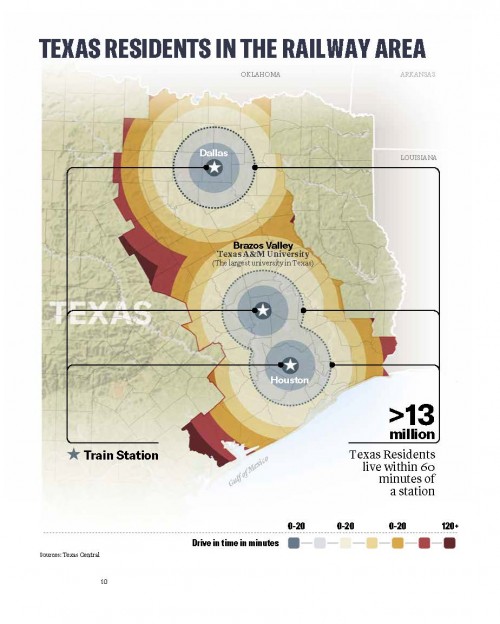 TEXAS RESIDENTS IN THE RAILWAY AREA
OKLAHOMA
ARKANSAS
Dallas
LOUISIANA
Brazos Valley
Texas A&M University
(The largest university in Texas)
TEXAS
Houston
>13
million
Train Station
Texas Residents
live within 60
minutes of
a station
Gulf of Mexico
0-20 0-20 0-20 120+
Drive in time in minutes
Sources: Texas Central
10